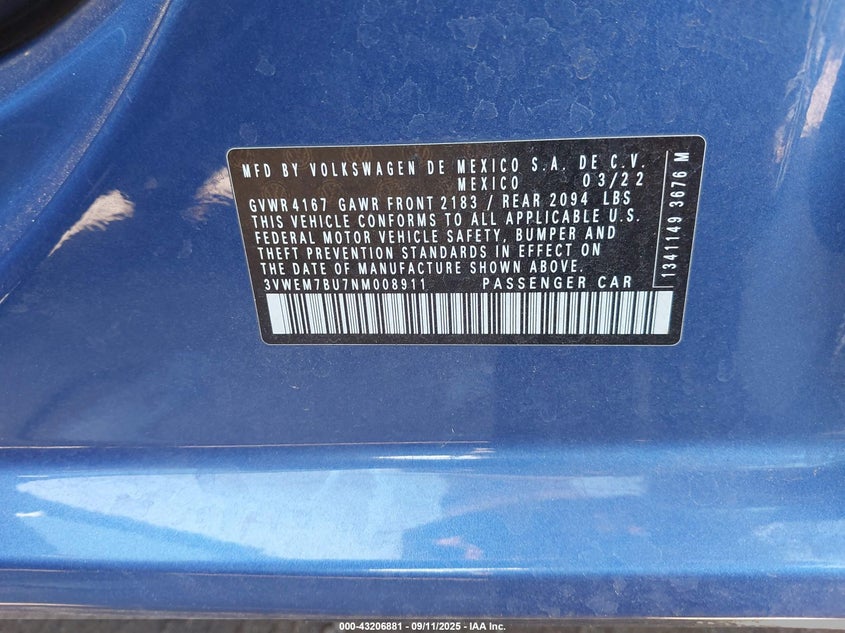 MFD BY VOLKSWAGEN DE MEXICO S.A. DE C.V.
MEXICO 03/22
GVWR 4167 GAWR FRONT 2183 / REAR 2094 LBS
THIS VEHICLE CONFORMS TO ALL APPLICABLE U.S.
FEDERAL MOTOR VEHICLE SAFETY, BUMPER AND
THEFT PREVENTION STANDARDS IN EFFECT ON
THE DATE OF MANUFACTURE SHOWN ABOVE.
3VWEM7BU7NM008911 PASSENGER CAR
1341149 3676 M
000-43206881 - 09/11/2025 - IAA Inc.